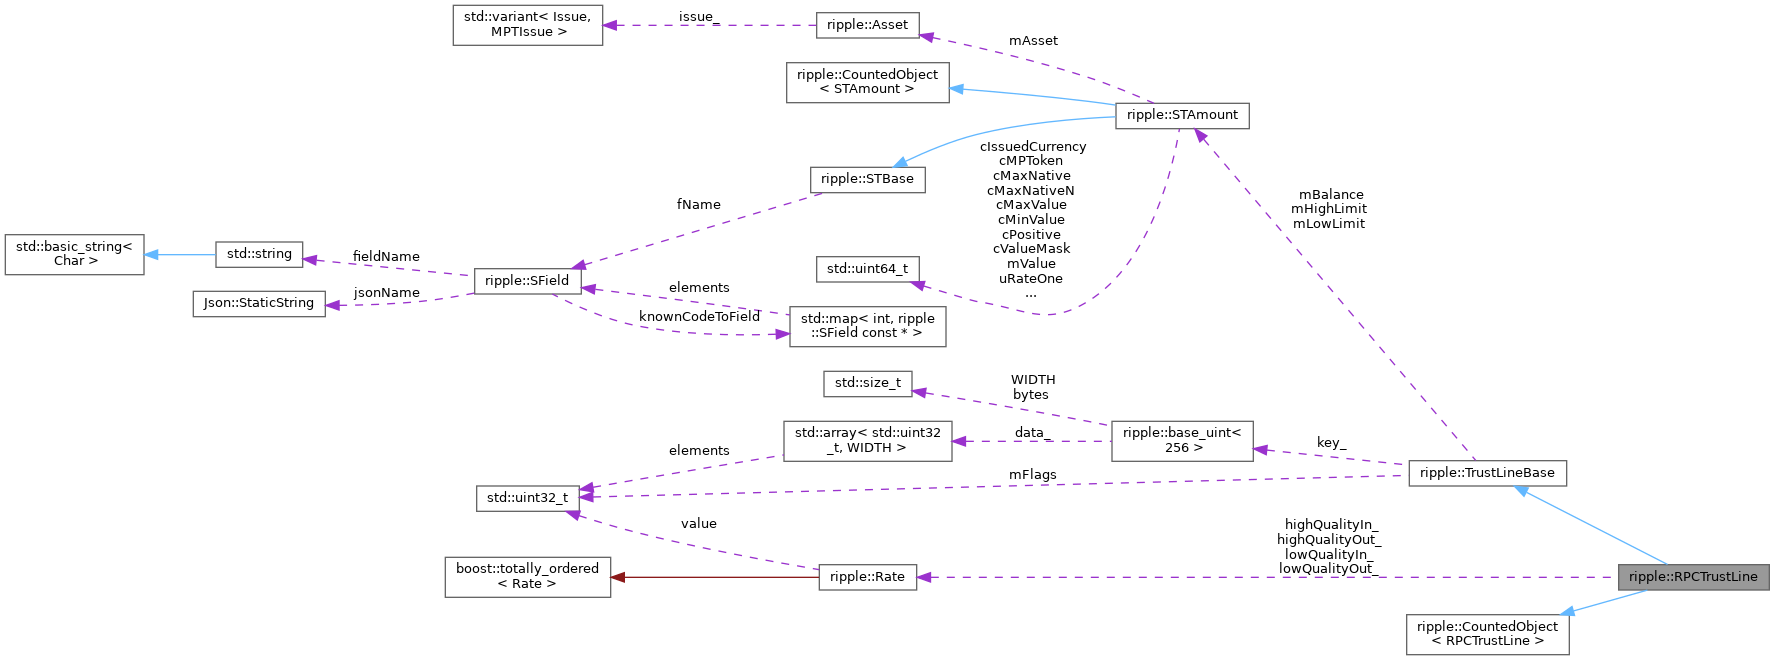 std::variant< Issue,
MPTIssue >
issue_
ripple::Asset
mAsset
ripple::CountedObject
< STAmount >
ripple::STAmount
cIssuedCurrency
cMPToken
cMaxNative
cMaxNativeN
cMaxValue
cMinValue
cPositive
cValueMask
mValue
uRateOne
...
ripple::STBase
fName
mBalance
mHighLimit
mLowLimit
std::basic_string<
Char >
std::string
fieldName
ripple::SField
Json::StaticString
jsonName
elements
knownCodeToField
std::uint64_t
std::map< int, ripple
::SField const * >
std::size_t
WIDTH
bytes
std::array< std::uint32
_t, WIDTH >
data_
ripple::base_uint<
256 >
key_
ripple::TrustLineBase
elements
mFlags
std::uint32_t
value
highQualityIn_
highQualityOut_
lowQualityIn_
lowQualityOut_
boost::totally_ordered
< Rate >
ripple::Rate
ripple::RPCTrustLine
ripple::CountedObject
< RPCTrustLine >